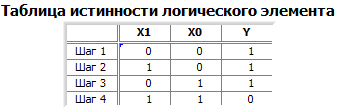 Таблица истинности логического элемента
X1 X0 Y
Шаг 1 0 0 1
Шаг 2 1 0 1
Шаг 3 0 1 1
Шаг 4 1 1 0